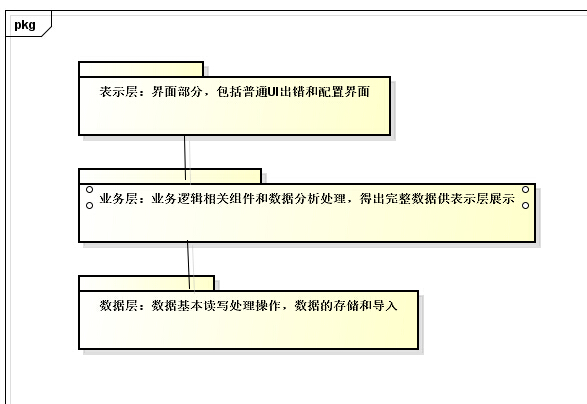 pkg
表示层：界面部分，包括普通UI出错和配置界面
业务层：业务逻辑相关组件和数据分析处理，得出完整数据供表示层展示
数据层：数据基本读写处理操作，数据的存储和导入